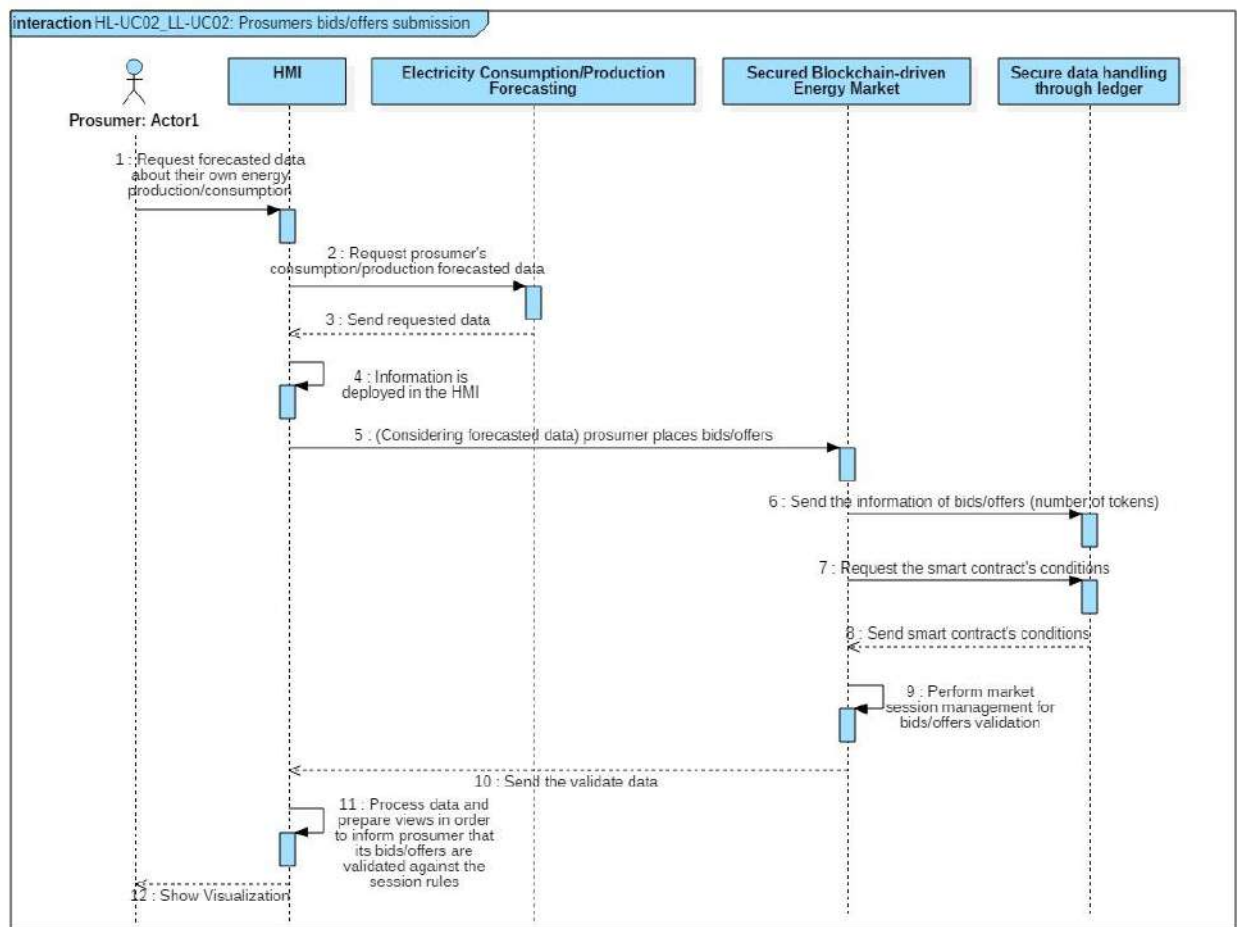 interaction HL-UC02_LL-UC02: Prosumers bids/offers submission
HMI
Electricity Consumption/Production
Forecasting
Secured Blockchain-driven
Energy Market
Secure data handling
through ledger
Prosumer: Actor1
1 : Request forecasted data
about their own energy
production/consumption
2 : Request prosumer's
consumption/production forecasted data
3 : Send requested data
4 : Information is
deployed in the HMI
5 : (Considering forecasted data) prosumer places bids/offers
6 : Send the information of bids/offers (number of tokens)
7 : Request the smart contract's conditions
8 : Send smart contract's conditions
9 : Perform market
session management for
bids/offers validation
10 : Send the validate data
11 : Process data and
prepare views in order
to inform prosumer that
its bids/offers are
validated against the
session rules
12 : Show Visualization